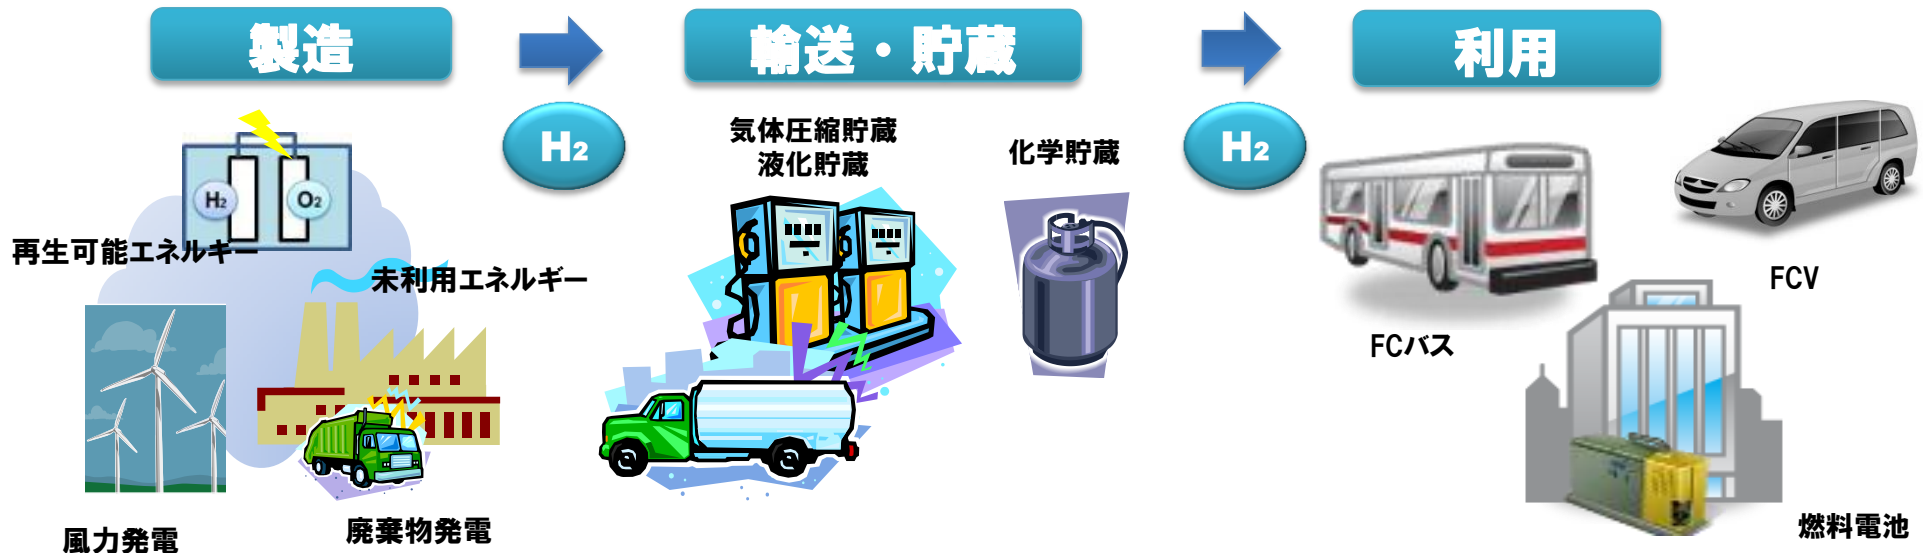 製造
輸送・貯蔵
利用
H2
H2
気体圧縮貯蔵
液化貯蔵
化学貯蔵
H2
O2
再生可能エネルギー
未利用エネルギー
FCV
FCバス
風力発電
廃棄物発電
燃料電池